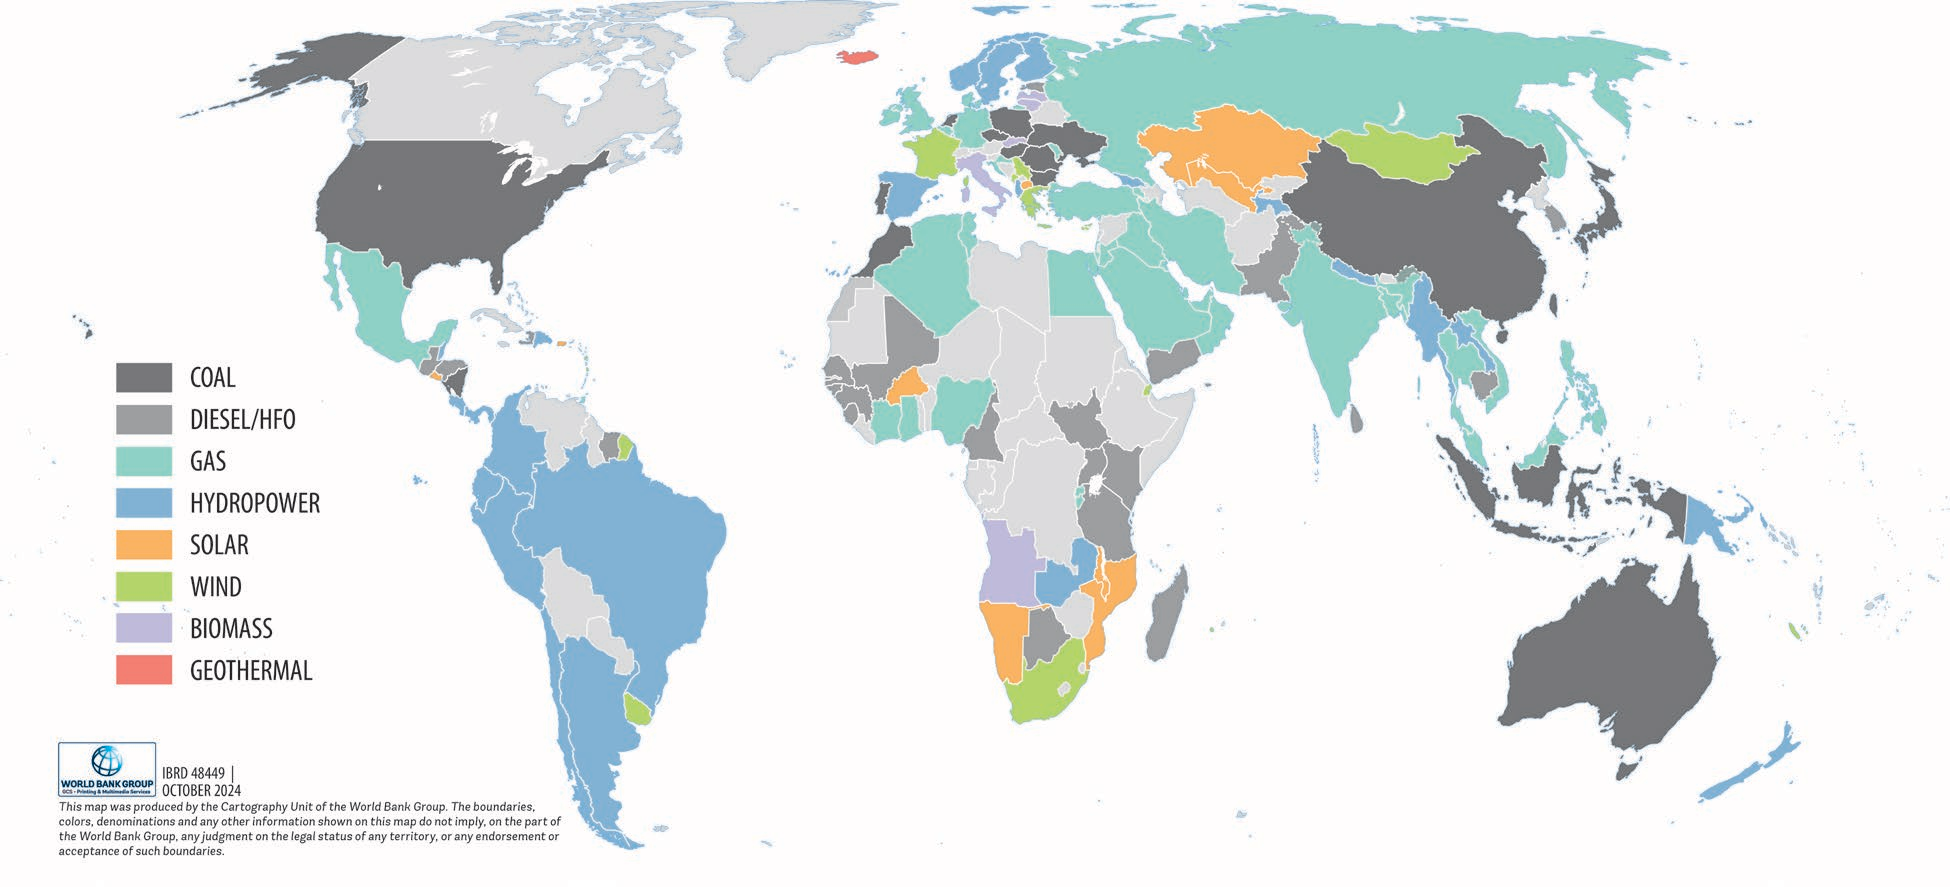 COAL
DIESEL/HFO
GAS
HYDROPOWER
SOLAR
WIND
BIOMASS
GEOTHERMAL
WORLD BANK GROUP
GCS - Printing & Multimedia Services
IBRD 48449 |
OCTOBER 2024
This map was produced by the Cartography Unit of the World Bank Group. The boundaries,
colors, denominations and any other information shown on this map do not imply, on the part of
the World Bank Group, any judgment on the legal status of any territory, or any endorsement or
acceptance of such boundaries.